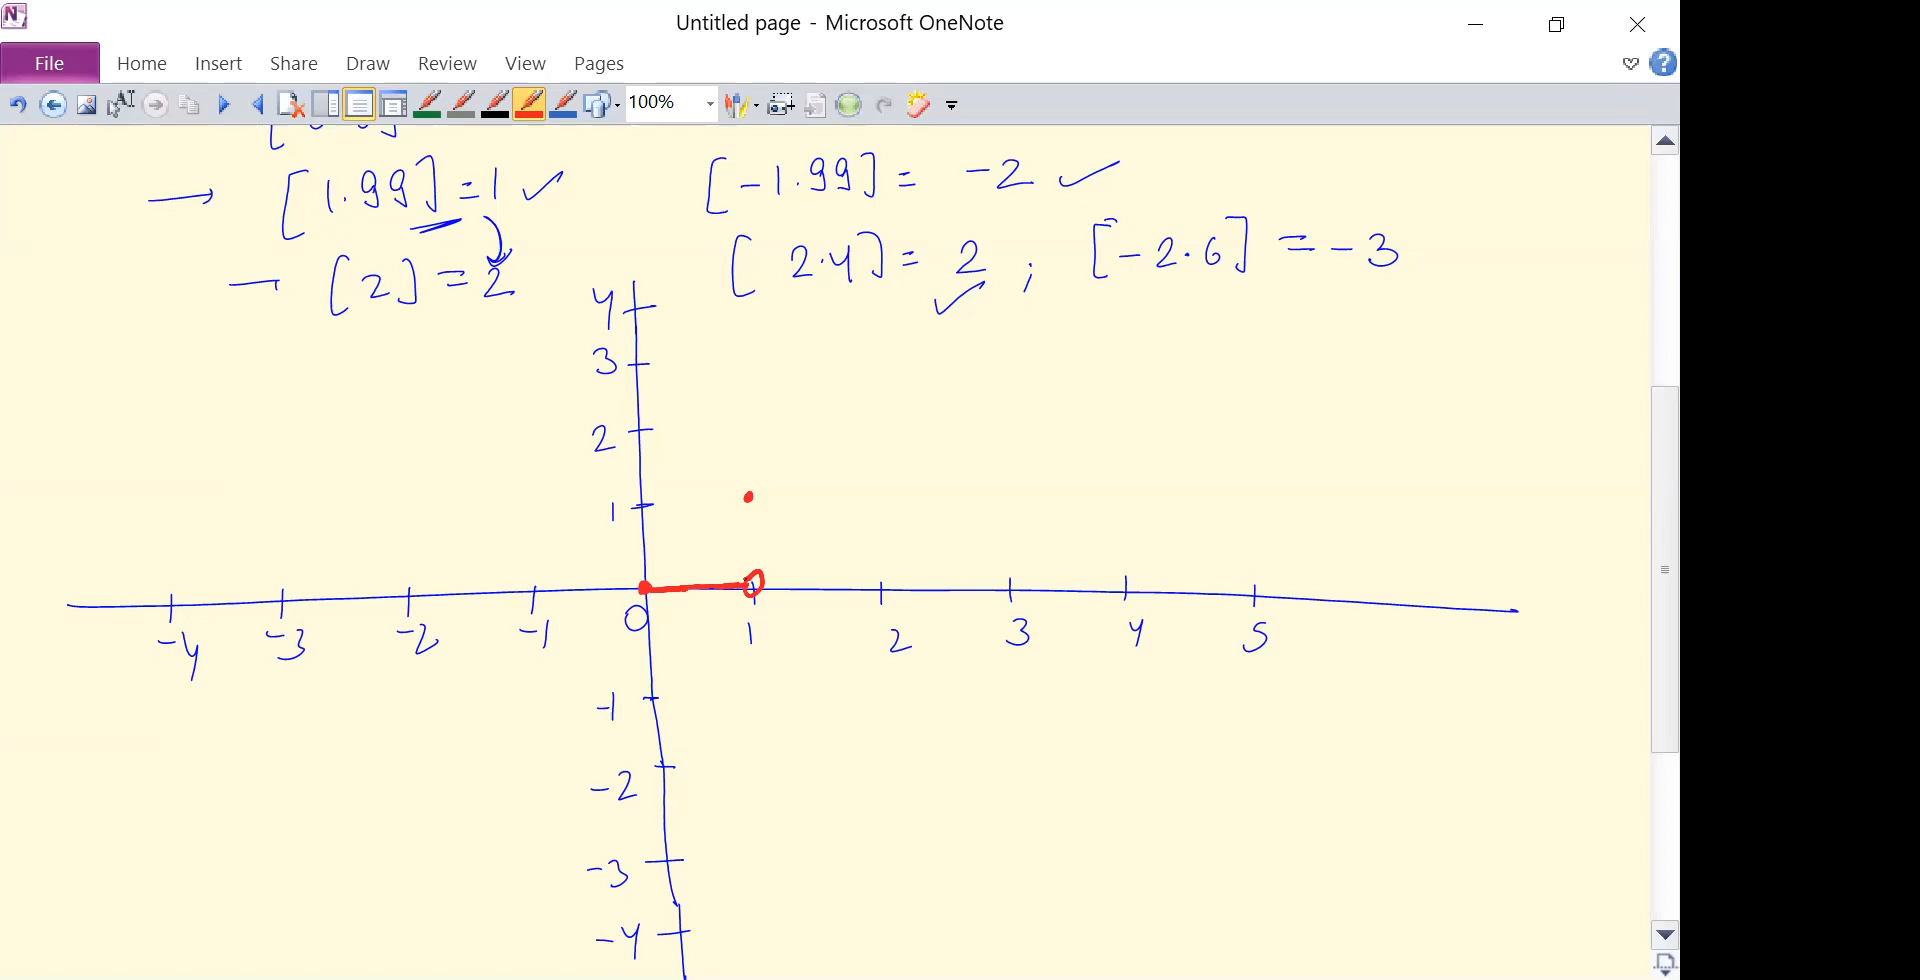 Untitled page - Microsoft OneNote
File Home Insert Share Draw Review View Pages
100%
→ [1.99] = 1 ✓ [-1.99] = -2 ✓
→ [2] = 2 [2.4] = 2 ; [-2.6] = -3
✓
4
3
2
1
0
-4 -3 -2 -1 1 2 3 4 5
-1
-2
-3
-4